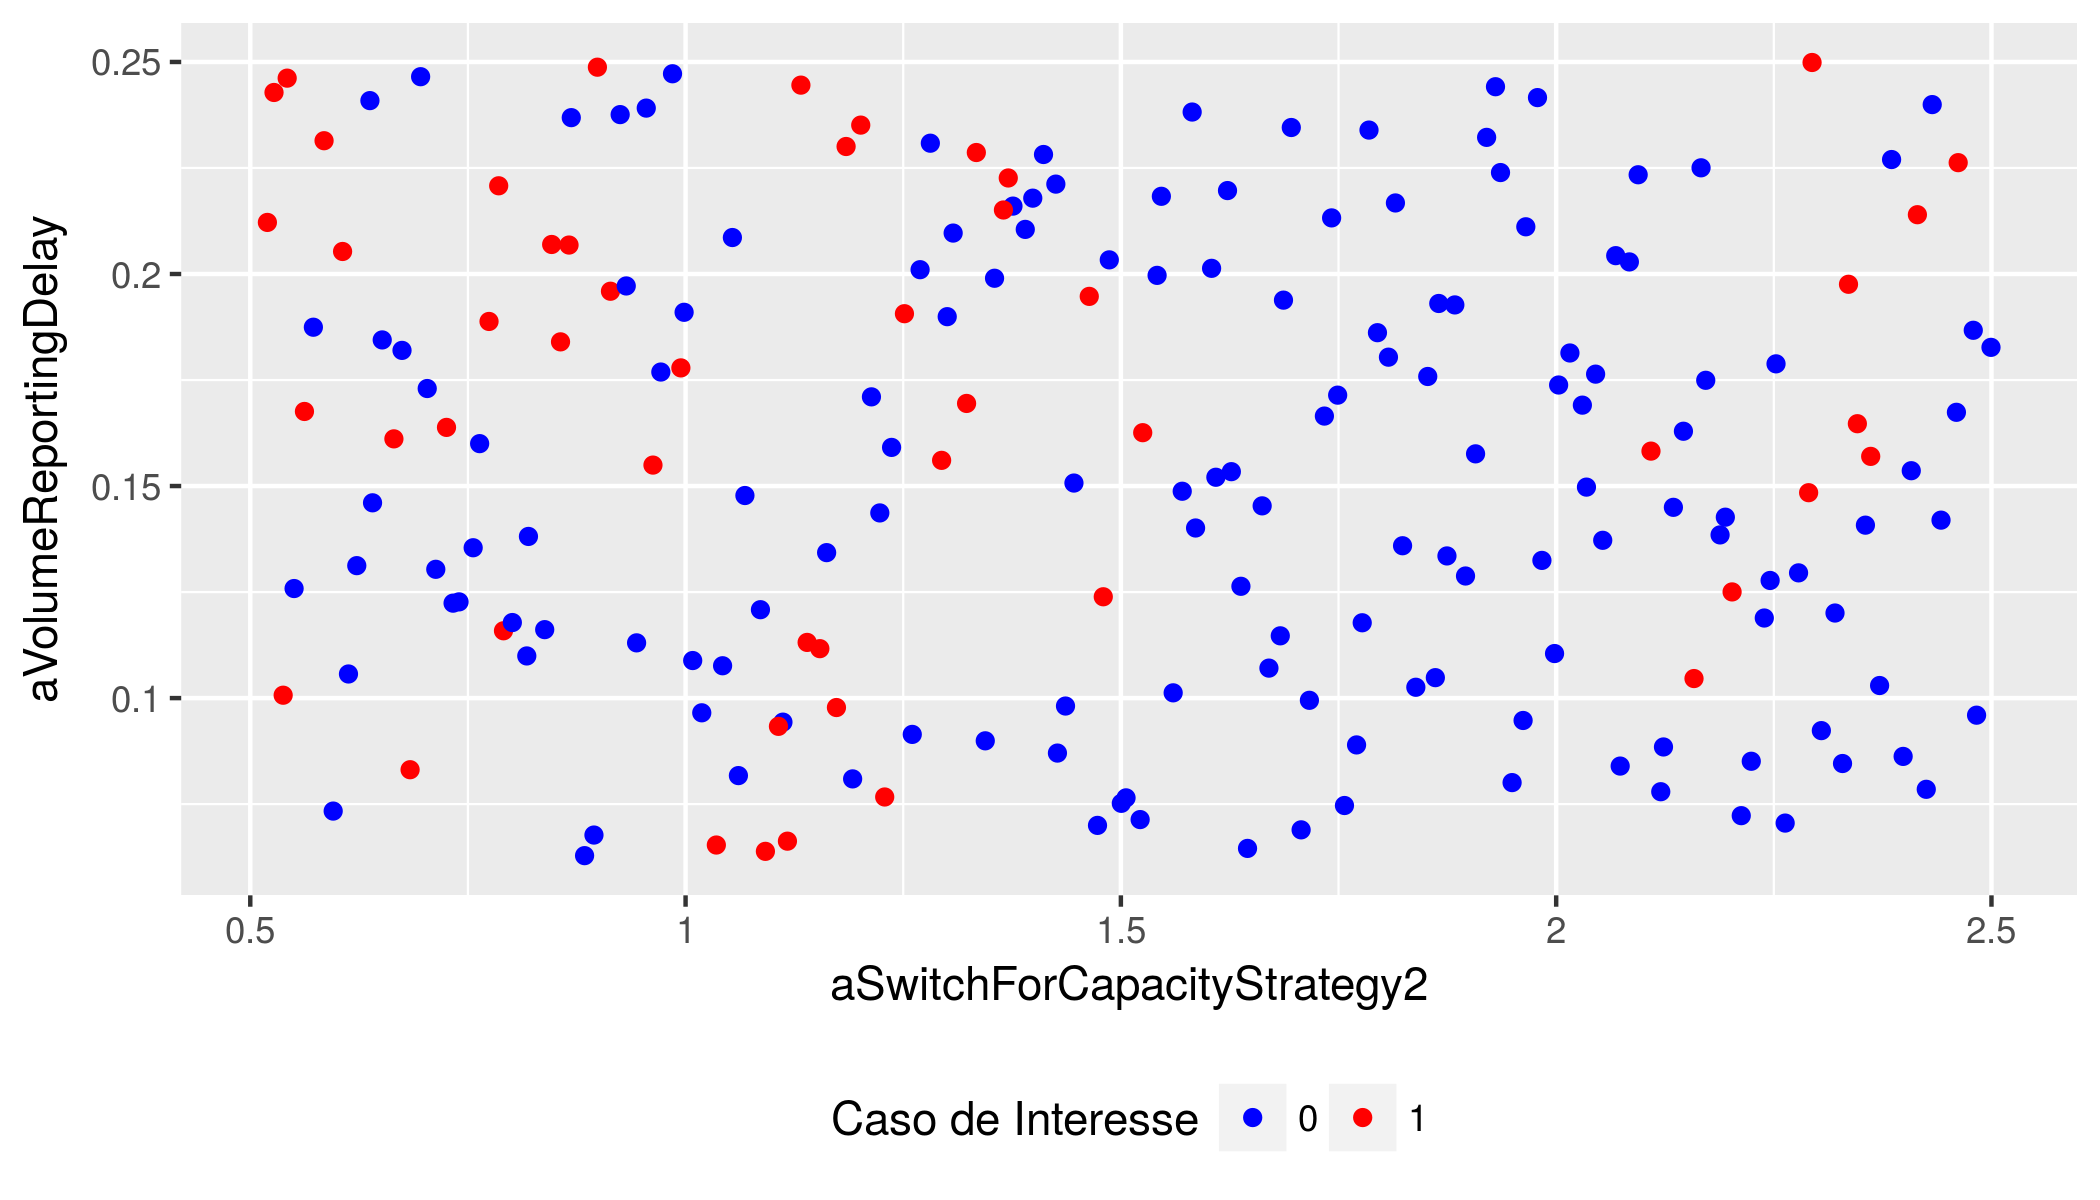 aVolumeReportingDelay
0.25
0.2
0.15
0.1
0.5 1 1.5 2 2.5
aSwitchForCapacityStrategy2
Caso de Interesse 0 1